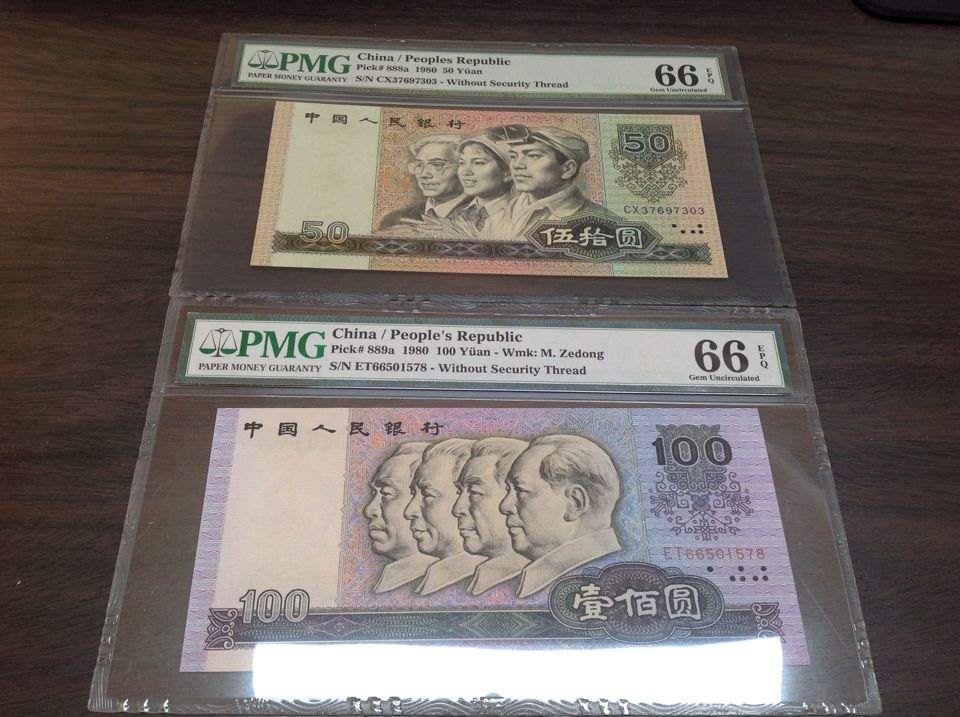 PMG
PAPER MONEY GUARANTY
China / Peoples Republic
Pick# 888a 1980 50 Yüan
S/N CX37697303 - Without Security Thread
66 EPQ
Gem Uncirculated
中国人民银行
50
CX37697303
50
伍拾圆
PMG
PAPER MONEY GUARANTY
China / People's Republic
Pick# 889a 1980 100 Yüan - Wmk: M. Zedong
S/N ET66501578 - Without Security Thread
66 EPQ
Gem Uncirculated
中国人民银行
100
ET66501578
100
壹佰圆